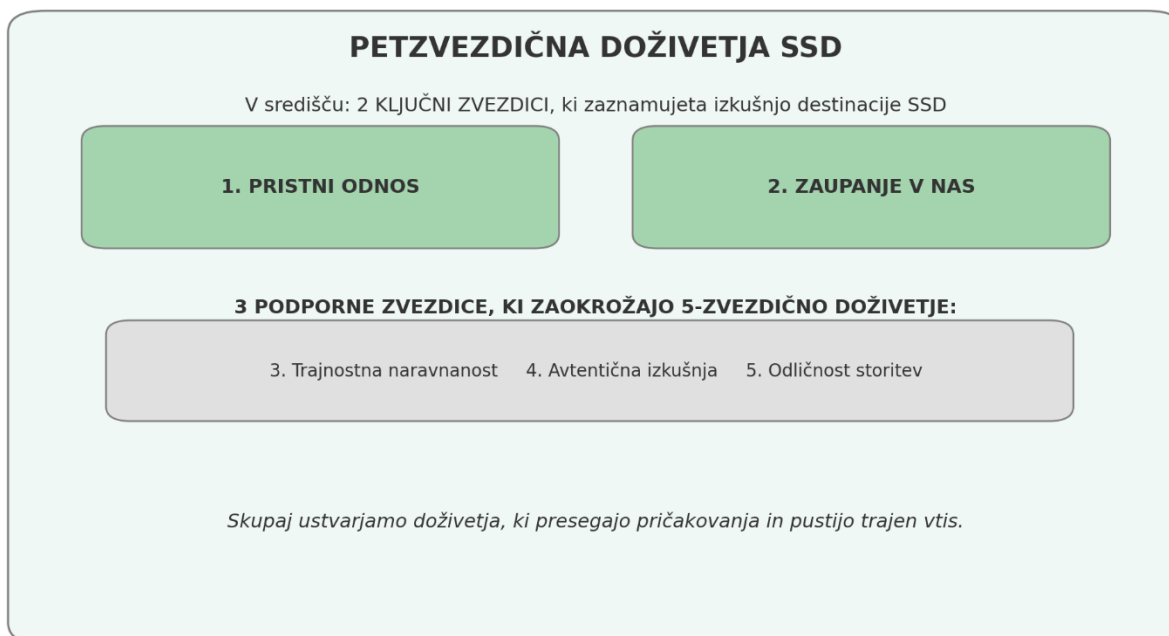 PETZVEZDIČNA DOŽIVETJA SSD
V središču: 2 KLJUČNI ZVEZDICI, ki zaznamujeta izkušnjo destinacije SSD
1. PRISTNI ODNOS
2. ZAUPANJE V NAS
3 PODPORNE ZVEZDICE, KI ZAOKROŽAJO 5-ZVEZDIČNO DOŽIVETJE:
3. Trajnostna naravnanost 4. Avtentična izkušnja 5. Odličnost storitev
Skupaj ustvarjamo doživetja, ki presegajo pričakovanja in pustijo trajen vtis.